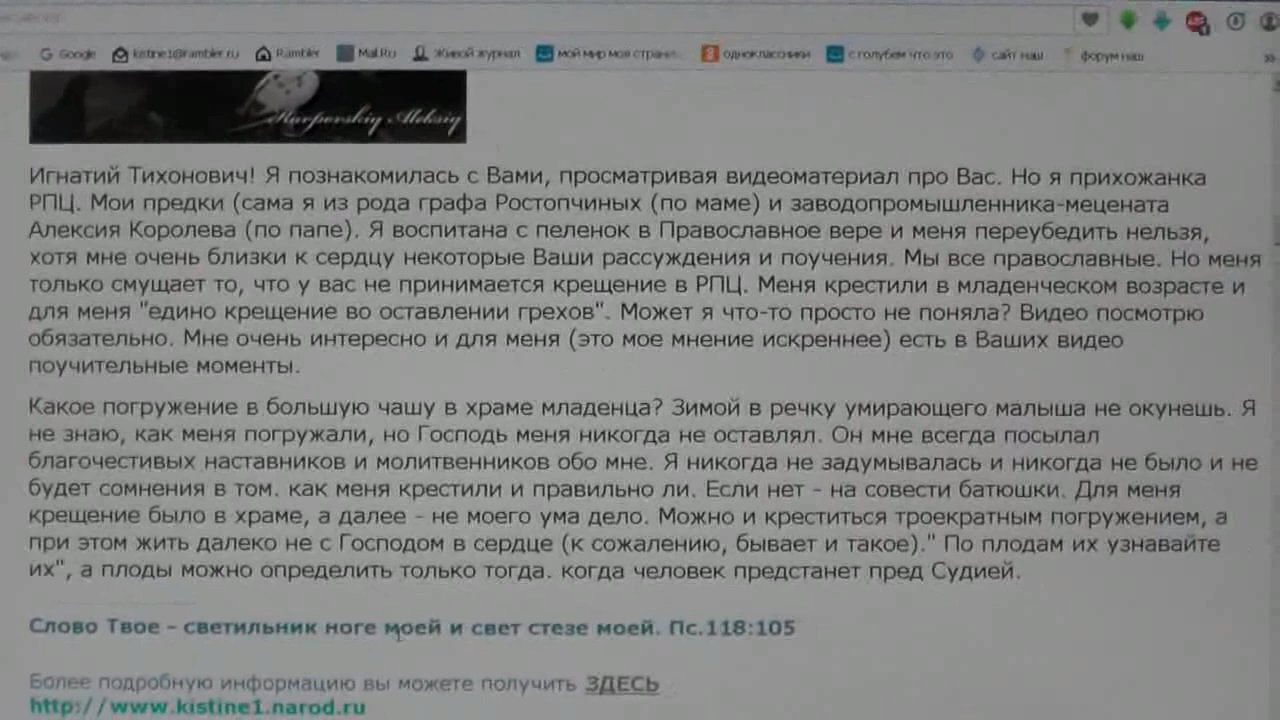 Google kistine1@rambler.ru Rambler Mail.Ru Живой журнал мой мир моя страни... одноклассники с голубем что это сайт наш форум наш »
Karpovskiy Aleksiy
Игнатий Тихонович! Я познакомилась с Вами, просматривая видеоматериал про Вас. Но я прихожанка
РПЦ. Мои предки (сама я из рода графа Ростопчиных (по маме) и заводопромышленника-мецената
Алексия Королева (по папе). Я воспитана с пеленок в Православное вере и меня переубедить нельзя,
хотя мне очень близки к сердцу некоторые Ваши рассуждения и поучения. Мы все православные. Но меня
только смущает то, что у вас не принимается крещение в РПЦ. Меня крестили в младенческом возрасте и
для меня "едино крещение во оставлении грехов". Может я что-то просто не поняла? Видео посмотрю
обязательно. Мне очень интересно и для меня (это мое мнение искреннее) есть в Ваших видео
поучительные моменты.
Какое погружение в большую чашу в храме младенца? Зимой в речку умирающего малыша не окунешь. Я
не знаю, как меня погружали, но Господь меня никогда не оставлял. Он мне всегда посылал
благочестивых наставников и молитвенников обо мне. Я никогда не задумывалась и никогда не было и не
будет сомнения в том. как меня крестили и правильно ли. Если нет - на совести батюшки. Для меня
крещение было в храме, а далее - не моего ума дело. Можно и креститься троекратным погружением, а
при этом жить далеко не с Господом в сердце (к сожалению, бывает и такое)." По плодам их узнавайте
их", а плоды можно определить только тогда. когда человек предстанет пред Судией.
Слово Твое - светильник ноге моей и свет стезе моей. Пс.118:105
Более подробную информацию вы можете получить ЗДЕСЬ
http://www.kistine1.narod.ru